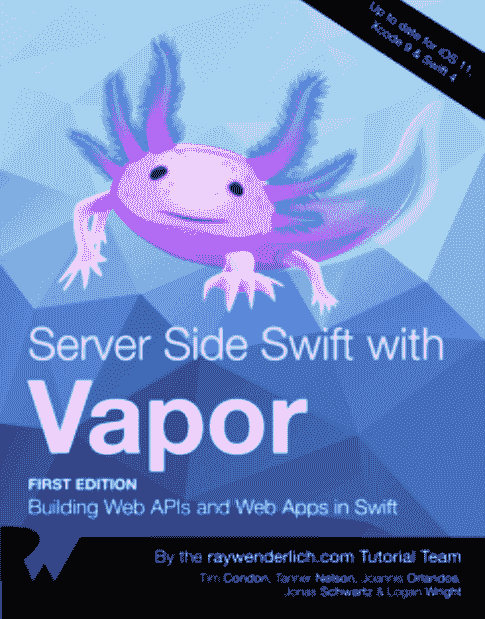 Up to date for iOS 11,
Xcode 9 & Swift 4
Server Side Swift with
Vapor
FIRST EDITION
Building Web APIs and Web Apps in Swift
By the raywenderlich.com Tutorial Team
Tim Condon, Tanner Nelson, Joannis Orlandos,
Jonas Schwartz & Logan Wright